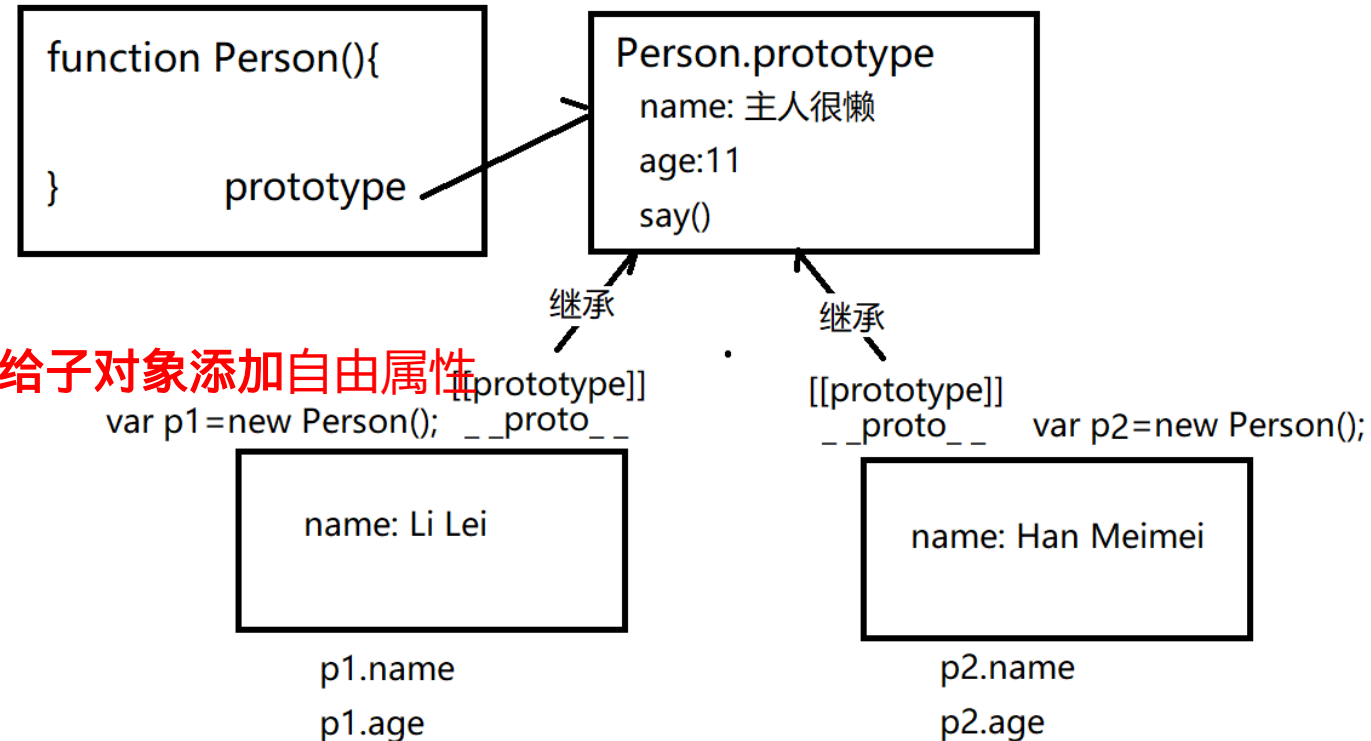 function Person(){
} prototype
Person.prototype
name: 主人很懒
age:11
say()
继承
继承
给子对象添加自由属性
[[prototype]]
var p1=new Person();
_ _proto_ _
[[prototype]]
_ _proto_ _
var p2=new Person();
name: Li Lei
name: Han Meimei
p1.name
p1.age
p2.name
p2.age